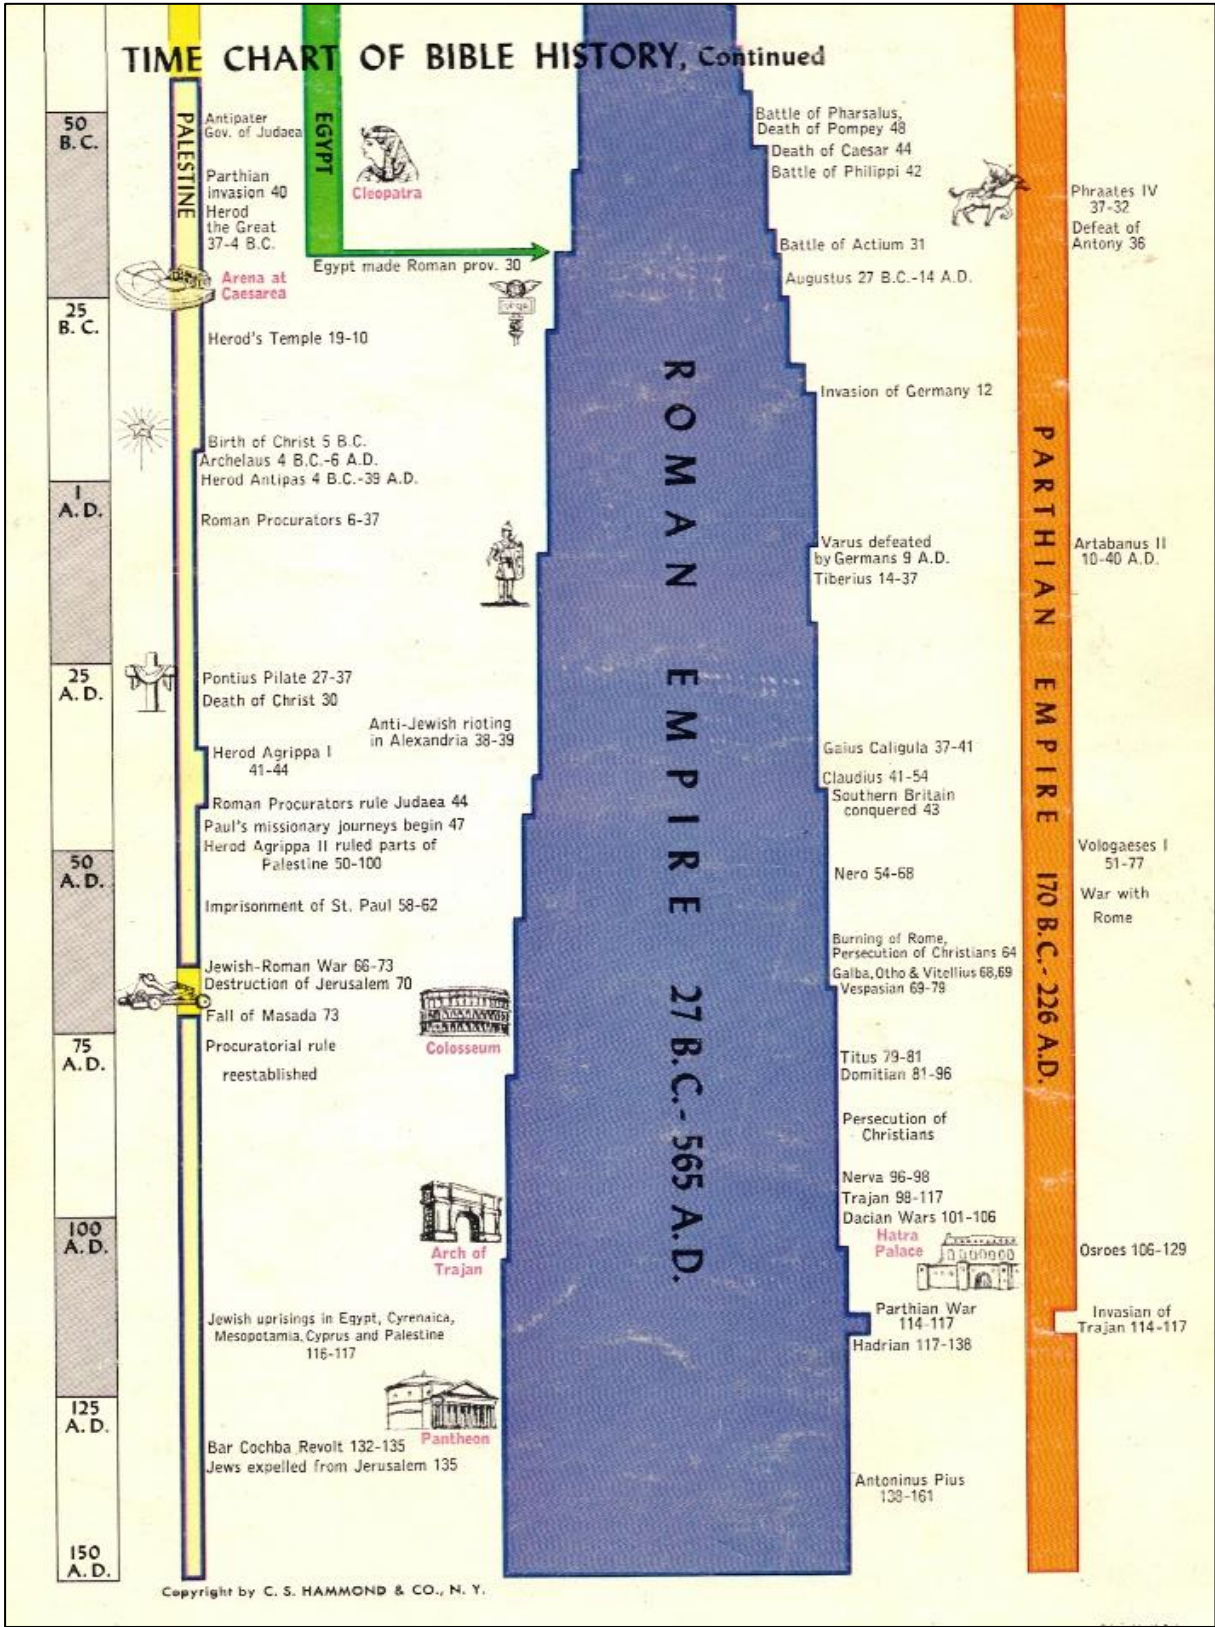 TIME CHART OF BIBLE HISTORY, Continued
50
B. C.
25
B. C.
1
A. D.
25
A. D.
50
A. D.
75
A. D.
100
A. D.
125
A. D.
150
A. D.
PALESTINE
Antipater
Gov. of Judaea
Parthian
invasion 40
Herod
the Great
37-4 B.C.
Arena at
Caesarea
Herod's Temple 19-10
Birth of Christ 5 B.C.
Archelaus 4 B.C.-6 A.D.
Herod Antipas 4 B.C.-39 A.D.
Roman Procurators 6-37
Pontius Pilate 27-37
Death of Christ 30
Anti-Jewish rioting
in Alexandria 38-39
Herod Agrippa I
41-44
Roman Procurators rule Judaea 44
Paul's missionary journeys begin 47
Herod Agrippa II ruled parts of
Palestine 50-100
Imprisonment of St. Paul 58-62
Jewish-Roman War 66-73
Destruction of Jerusalem 70
Fall of Masada 73
Procuratorial rule
reestablished
Jewish uprisings in Egypt, Cyrenaica,
Mesopotamia, Cyprus and Palestine
116-117
Bar Cochba Revolt 132-135
Jews expelled from Jerusalem 135
EGYPT
Cleopatra
Egypt made Roman prov. 30
Colosseum
Arch of
Trajan
Pantheon
ROMAN EMPIRE 27 B.C.- 565 A.D.
Battle of Pharsalus,
Death of Pompey 48
Death of Caesar 44
Battle of Philippi 42
Battle of Actium 31
Augustus 27 B.C.-14 A.D.
Invasion of Germany 12
Varus defeated
by Germans 9 A.D.
Tiberius 14-37
Gaius Caligula 37-41
Claudius 41-54
Southern Britain
conquered 43
Nero 54-68
Burning of Rome,
Persecution of Christians 64
Galba, Otho & Vitellius 68,69
Vespasian 69-79
Titus 79-81
Domitian 81-96
Persecution of
Christians
Nerva 96-98
Trajan 98-117
Dacian Wars 101-106
Hatra
Palace
Parthian War
114-117
Hadrian 117-138
Antoninus Pius
138-161
PARTHIAN EMPIRE 170 B.C.- 226 A.D.
Phraates IV
37-32
Defeat of
Antony 36
Artabanus II
10-40 A.D.
Vologaeses I
51-77
War with
Rome
Osroes 106-129
Invasian of
Trajan 114-117
Copyright by C. S. HAMMOND & CO., N. Y.